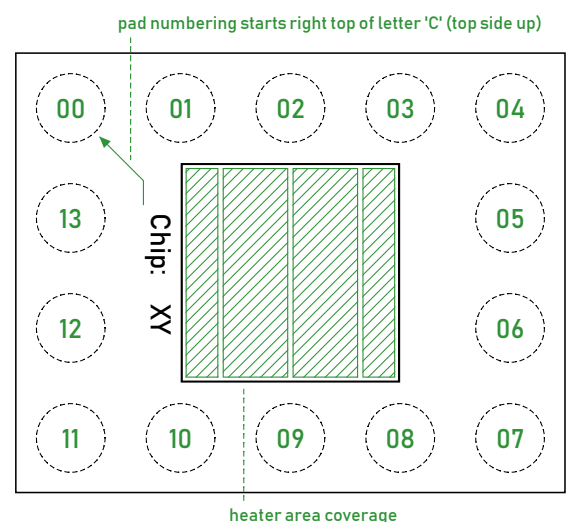 pad numbering starts right top of letter 'C' (top side up)
00 01 02 03 04
13 05
Chip: XY
12 06
11 10 09 08 07
heater area coverage